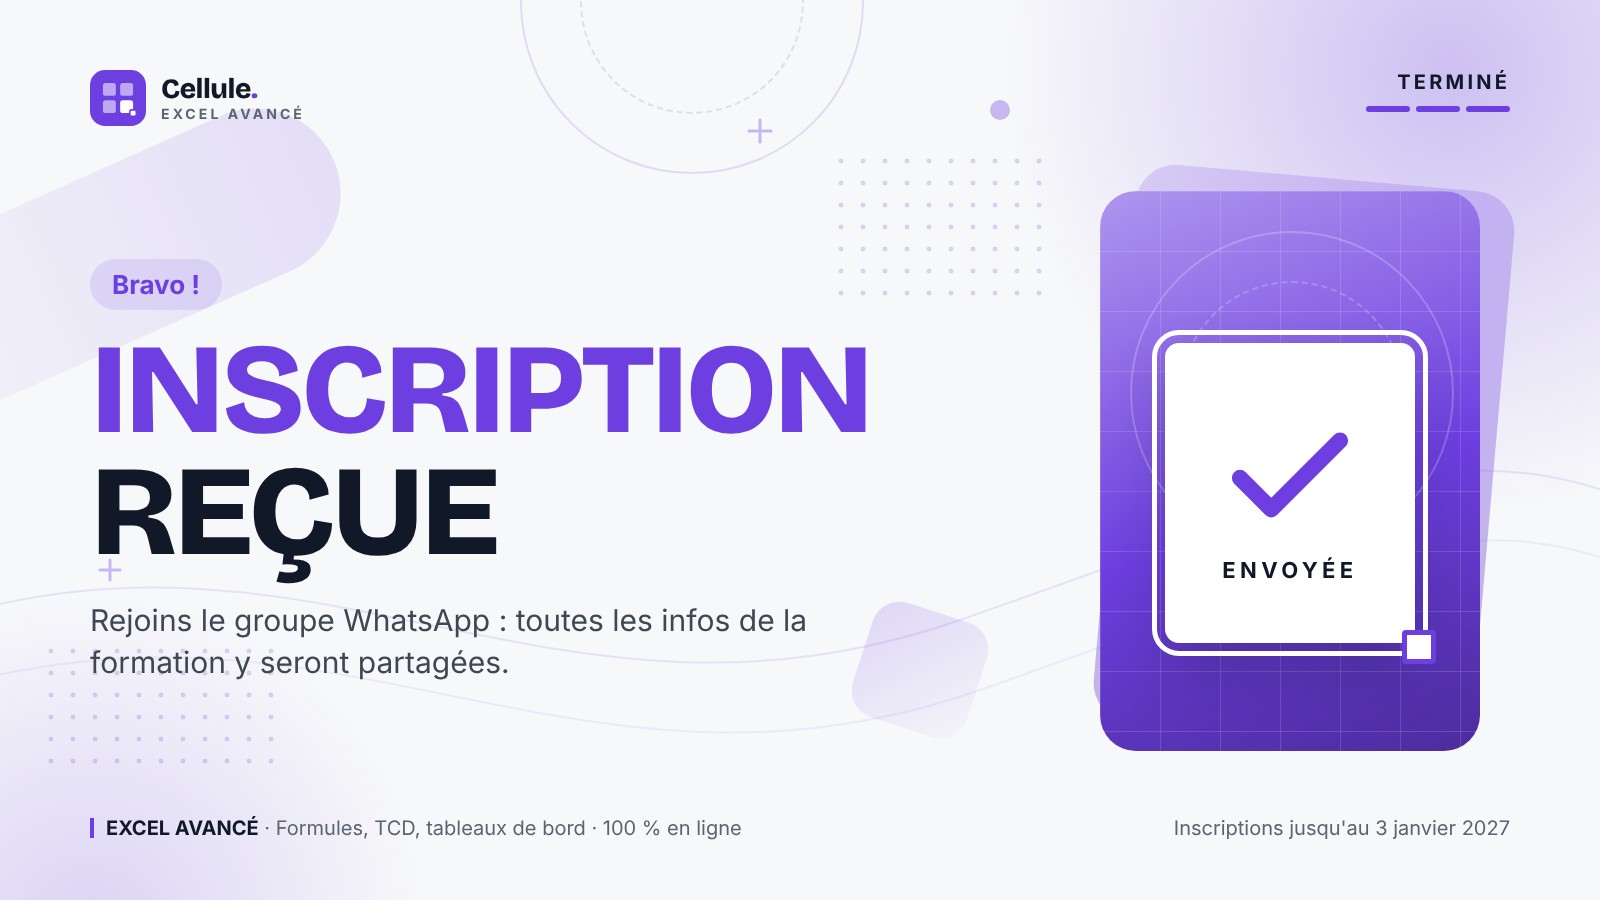 Cellule.
EXCEL AVANCÉ
TERMINÉ
Bravo !
INSCRIPTION
REÇUE
Rejoins le groupe WhatsApp : toutes les infos de la
formation y seront partagées.
ENVOYÉE
EXCEL AVANCÉ · Formules, TCD, tableaux de bord · 100 % en ligne
Inscriptions jusqu'au 3 janvier 2027